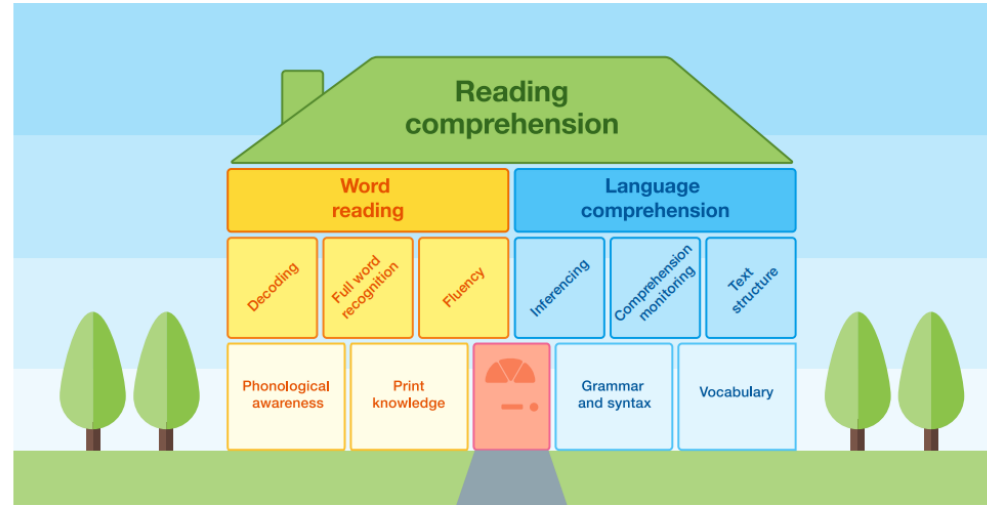 Reading
comprehension
Word
reading
Language
comprehension
Decoding
Full word
recognition
Fluency
Inferencing
Comprehension
monitoring
Text
structure
Phonological
awareness
Print
knowledge
Grammar
and syntax
Vocabulary